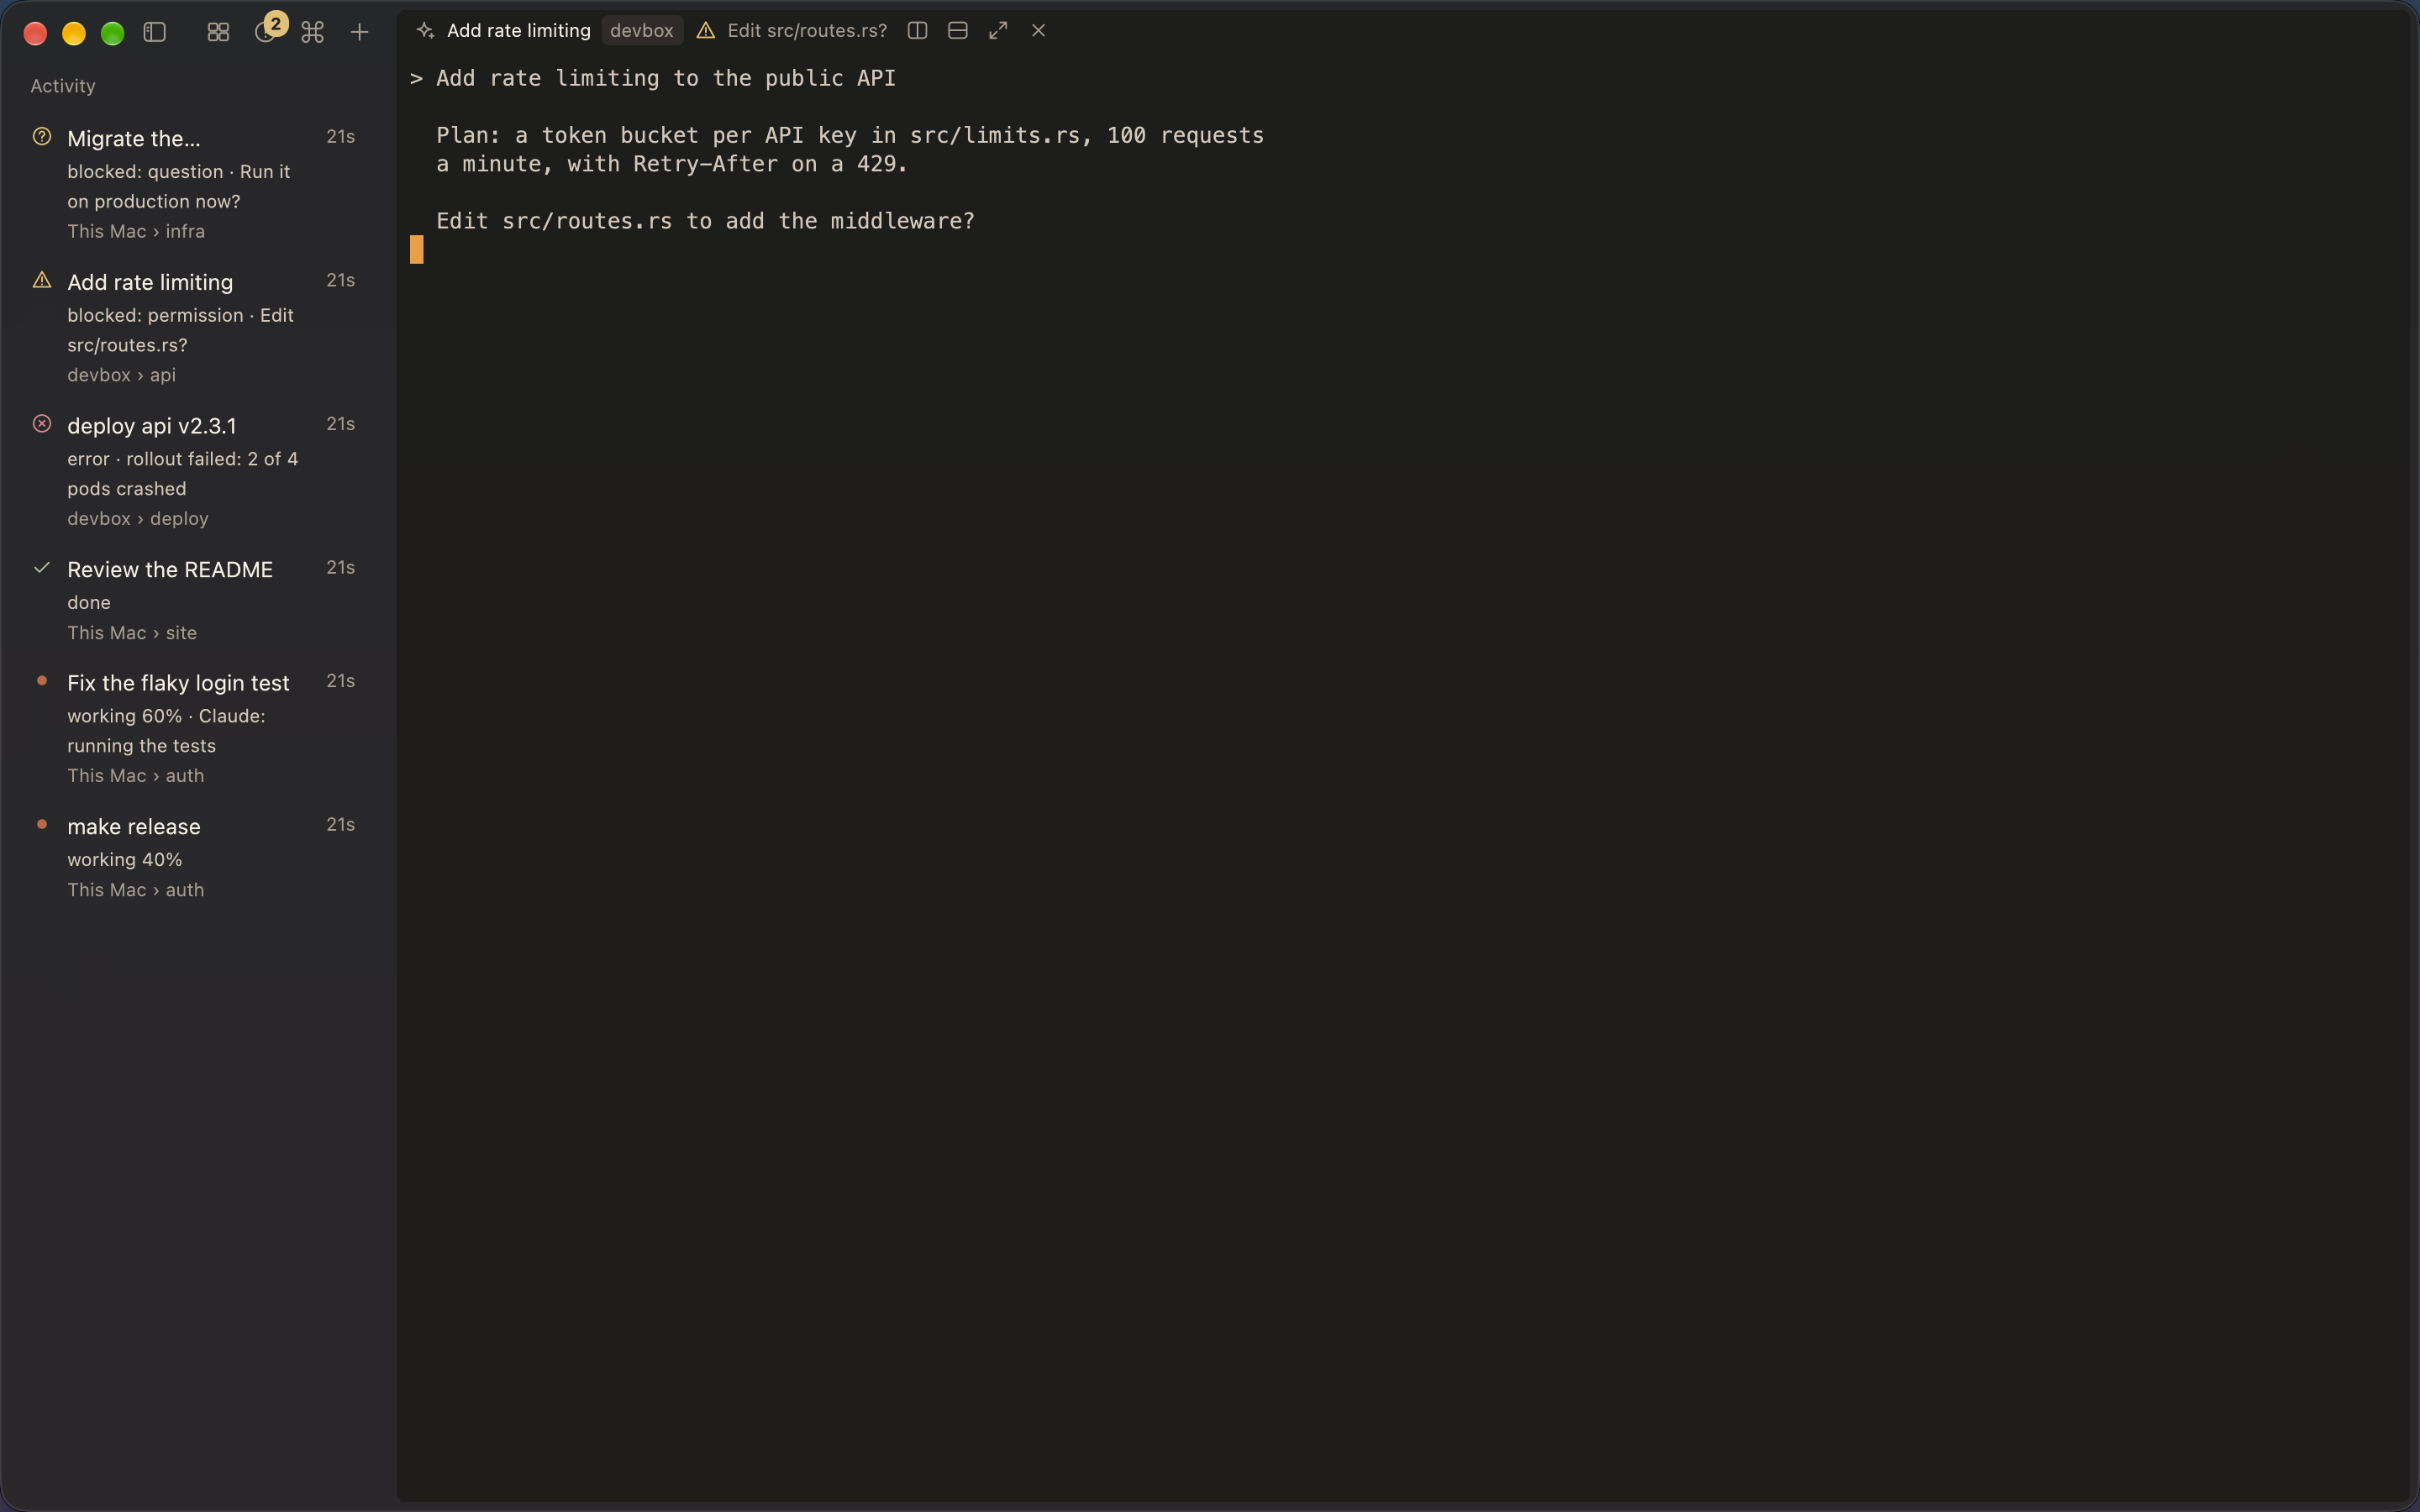 2
Add rate limiting devbox Edit src/routes.rs?
Activity
Migrate the... 21s
blocked: question · Run it
on production now?
This Mac › infra
Add rate limiting 21s
blocked: permission · Edit
src/routes.rs?
devbox › api
deploy api v2.3.1 21s
error · rollout failed: 2 of 4
pods crashed
devbox › deploy
Review the README 21s
done
This Mac › site
Fix the flaky login test 21s
working 60% · Claude:
running the tests
This Mac › auth
make release 21s
working 40%
This Mac › auth
> Add rate limiting to the public API
Plan: a token bucket per API key in src/limits.rs, 100 requests
a minute, with Retry-After on a 429.
Edit src/routes.rs to add the middleware?